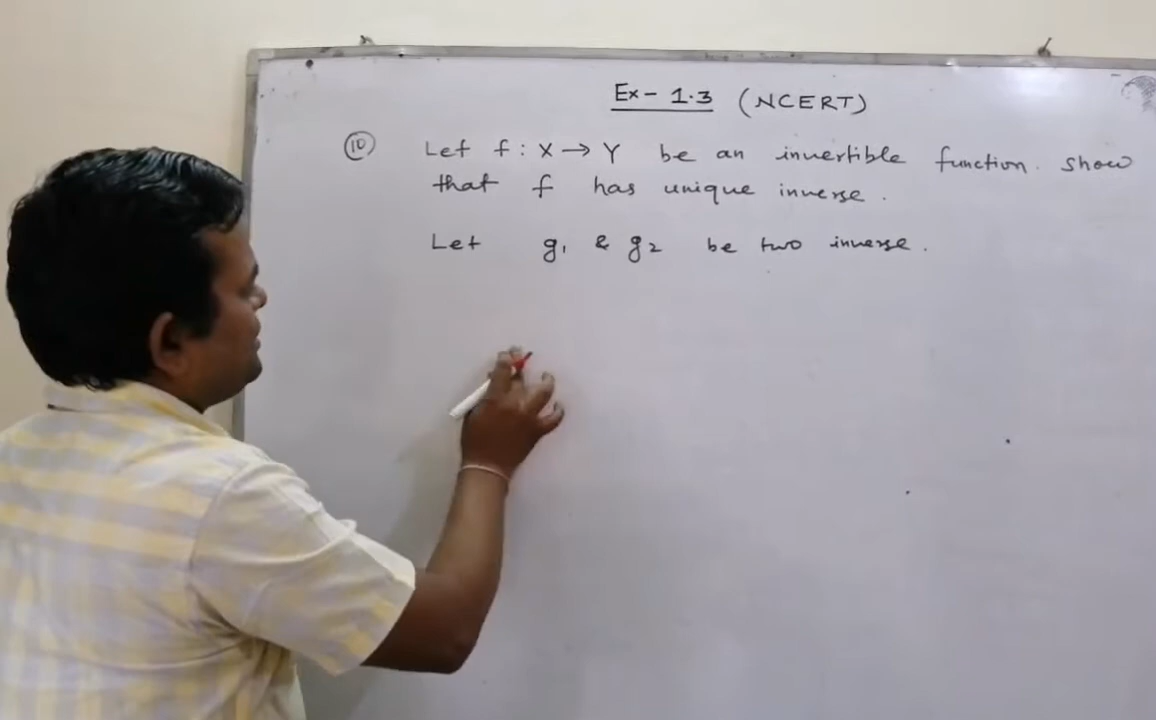 Ex- 1.3 (NCERT)
10 Let f : X → Y be an invertible function. Show
that f has unique inverse.
Let g₁ & g₂ be two inverse.